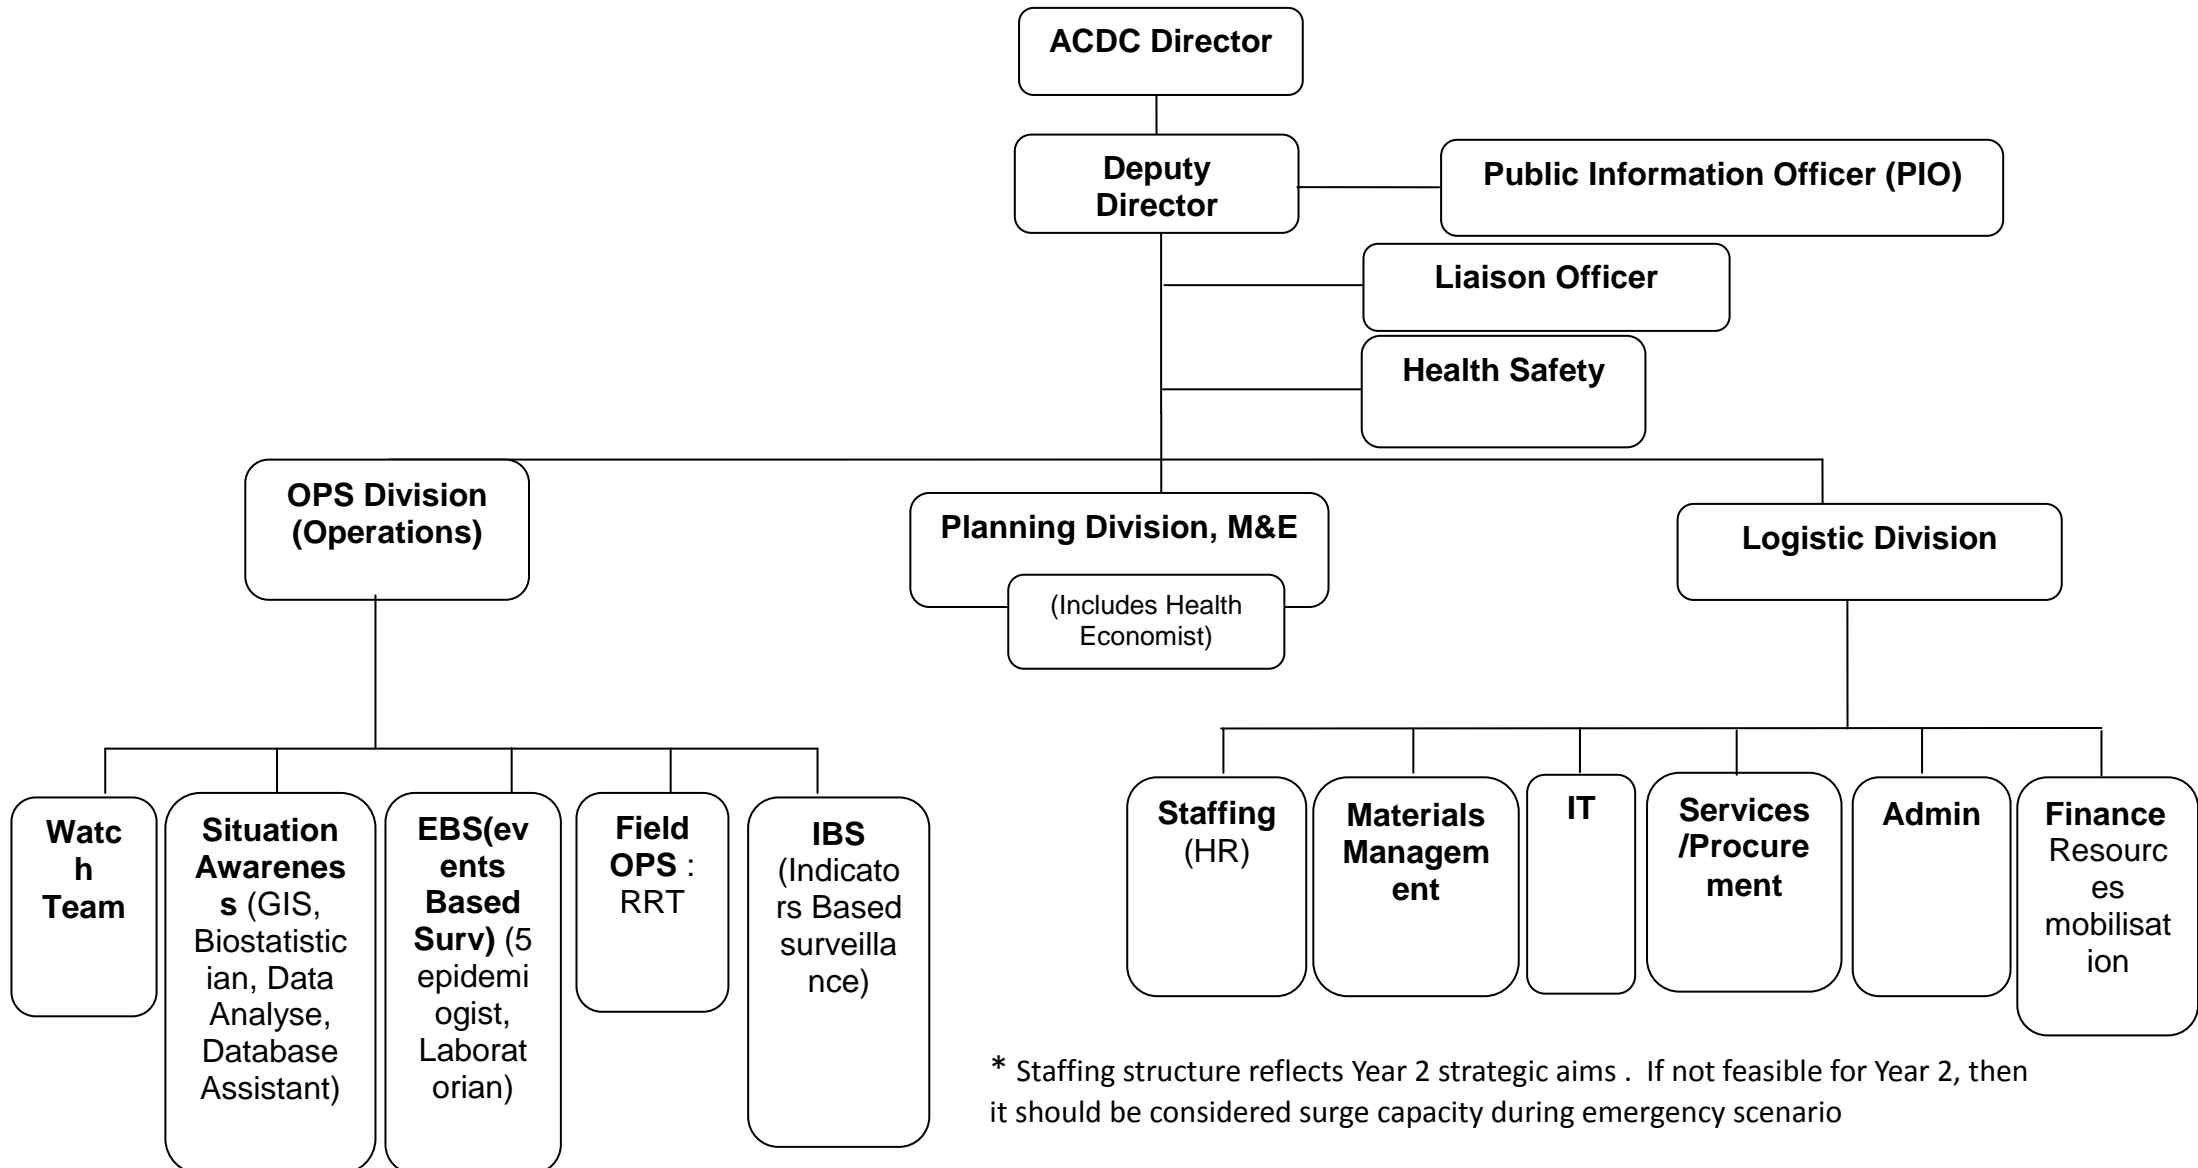 ACDC Director
Deputy
Director
Public Information Officer (PIO)
Liaison Officer
Health Safety
OPS Division
(Operations)
Planning Division, M&E
(Includes Health
Economist)
Logistic Division
Watc
h
Team
Situation
Awarenes
s (GIS,
Biostatistic
ian, Data
Analyse,
Database
Assistant)
EBS(ev
ents
Based
Surv) (5
epidemi
ogist,
Laborat
orian)
Field
OPS :
RRT
IBS
(Indicato
rs Based
surveilla
nce)
Staffing
(HR)
Materials
Managem
ent
IT
Services
/Procure
ment
Admin
Finance
Resourc
es
mobilisat
ion
* Staffing structure reflects Year 2 strategic aims .  If not feasible for Year 2, then
it should be considered surge capacity during emergency scenario